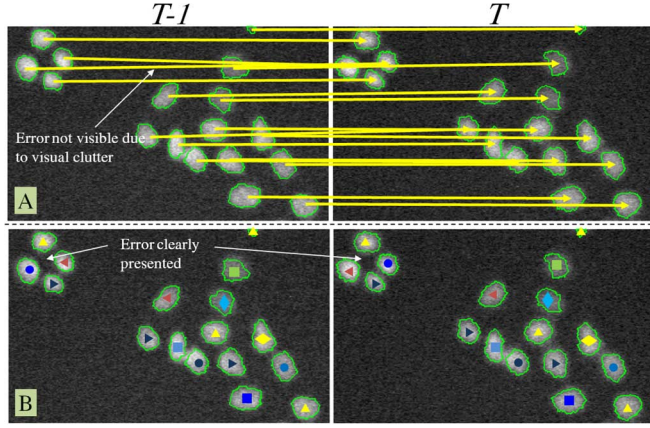 T-1
T
Error not visible due
to visual clutter
A
Error clearly
presented
B